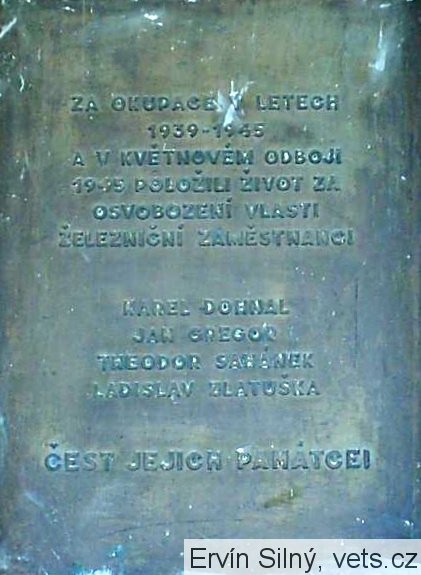 ZA OKUPACE V LETECH
1939-1945
A V KVĚTNOVÉM ODBOJI
1945 POLOŽILI ŽIVOT ZA
OSVOBOZENÍ VLASTI
ŽELEZNIČNÍ ZAMĚSTNANCI
KAREL DOHNAL
JAN GREGOR
THEODOR SAHÁNEK
LADISLAV ZLATUŠKA
ČEST JEJICH PAMÁTCE!
Ervín Silný, vets.cz